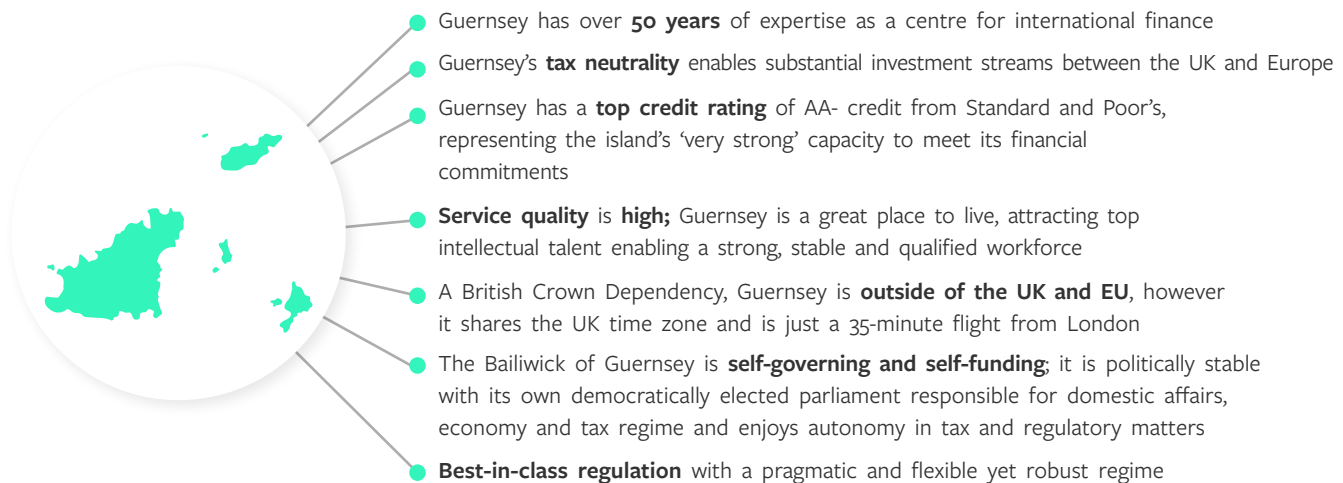 Guernsey has over 50 years of expertise as a centre for international finance
Guernsey’s tax neutrality enables substantial investment streams between the UK and Europe
Guernsey has a top credit rating of AA- credit from Standard and Poor’s,
representing the island’s ‘very strong’ capacity to meet its financial
commitments
Service quality is high; Guernsey is a great place to live, attracting top
intellectual talent enabling a strong, stable and qualified workforce
A British Crown Dependency, Guernsey is outside of the UK and EU, however
it shares the UK time zone and is just a 35-minute flight from London
The Bailiwick of Guernsey is self-governing and self-funding; it is politically stable
with its own democratically elected parliament responsible for domestic affairs,
economy and tax regime and enjoys autonomy in tax and regulatory matters
Best-in-class regulation with a pragmatic and flexible yet robust regime